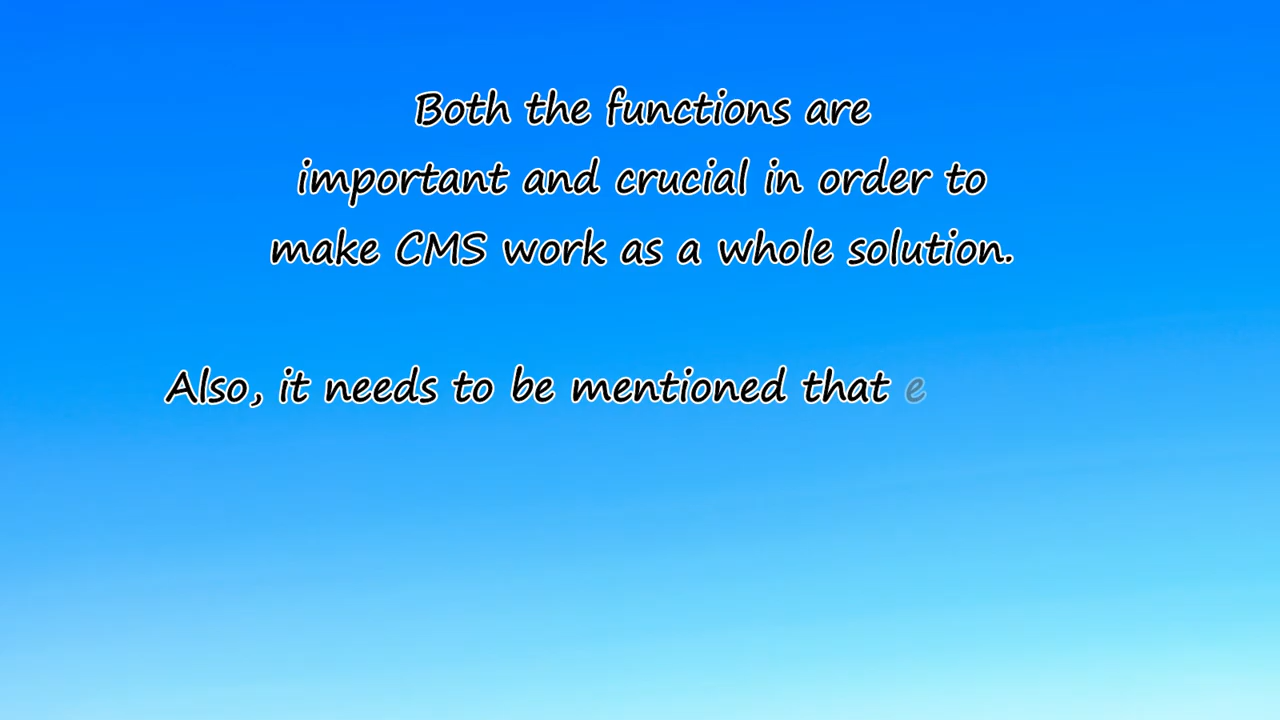 Both the functions are
important and crucial in order to
make CMS work as a whole solution.
Also, it needs to be mentioned that e